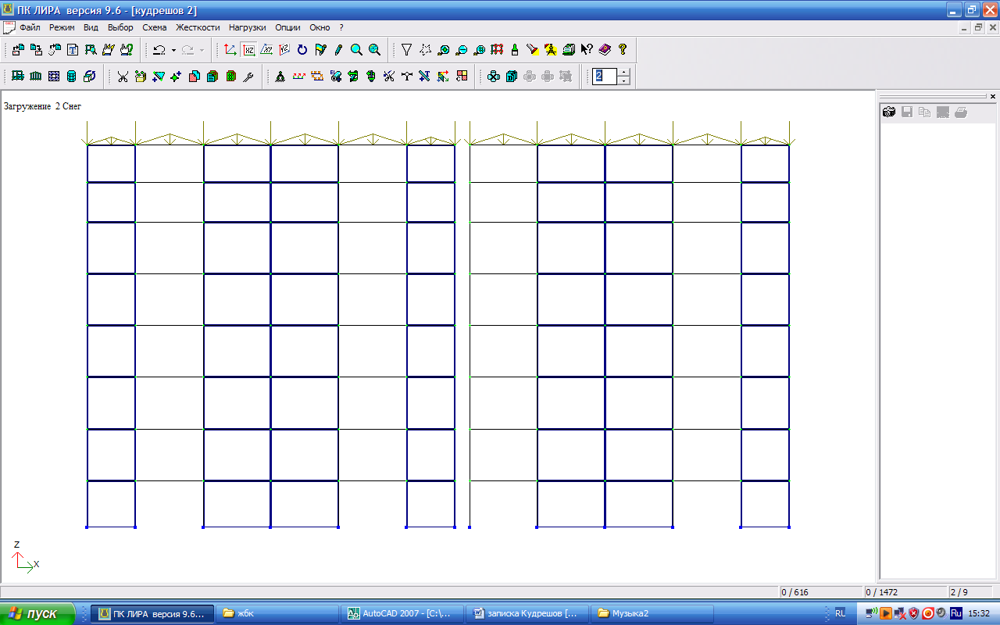 ПК ЛИРА версия 9.6 - [кудрешов 2]
Файл Режим Вид Выбор Схема Жесткости Нагрузки Опции Окно ?
2
Загружение 2 Снег
Z
X
0 / 616 0 / 1472 2 / 9
пуск ПК ЛИРА версия 9.6... жбк AutoCAD 2007 - [C:\... записка Кудрешов [... Музыка2 RL Ru 15:32